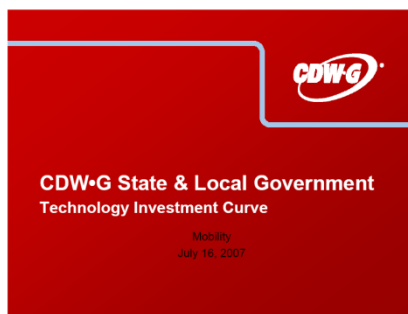 CDW•G
CDW•G State & Local Government
Technology Investment Curve
Mobility
July 16, 2007